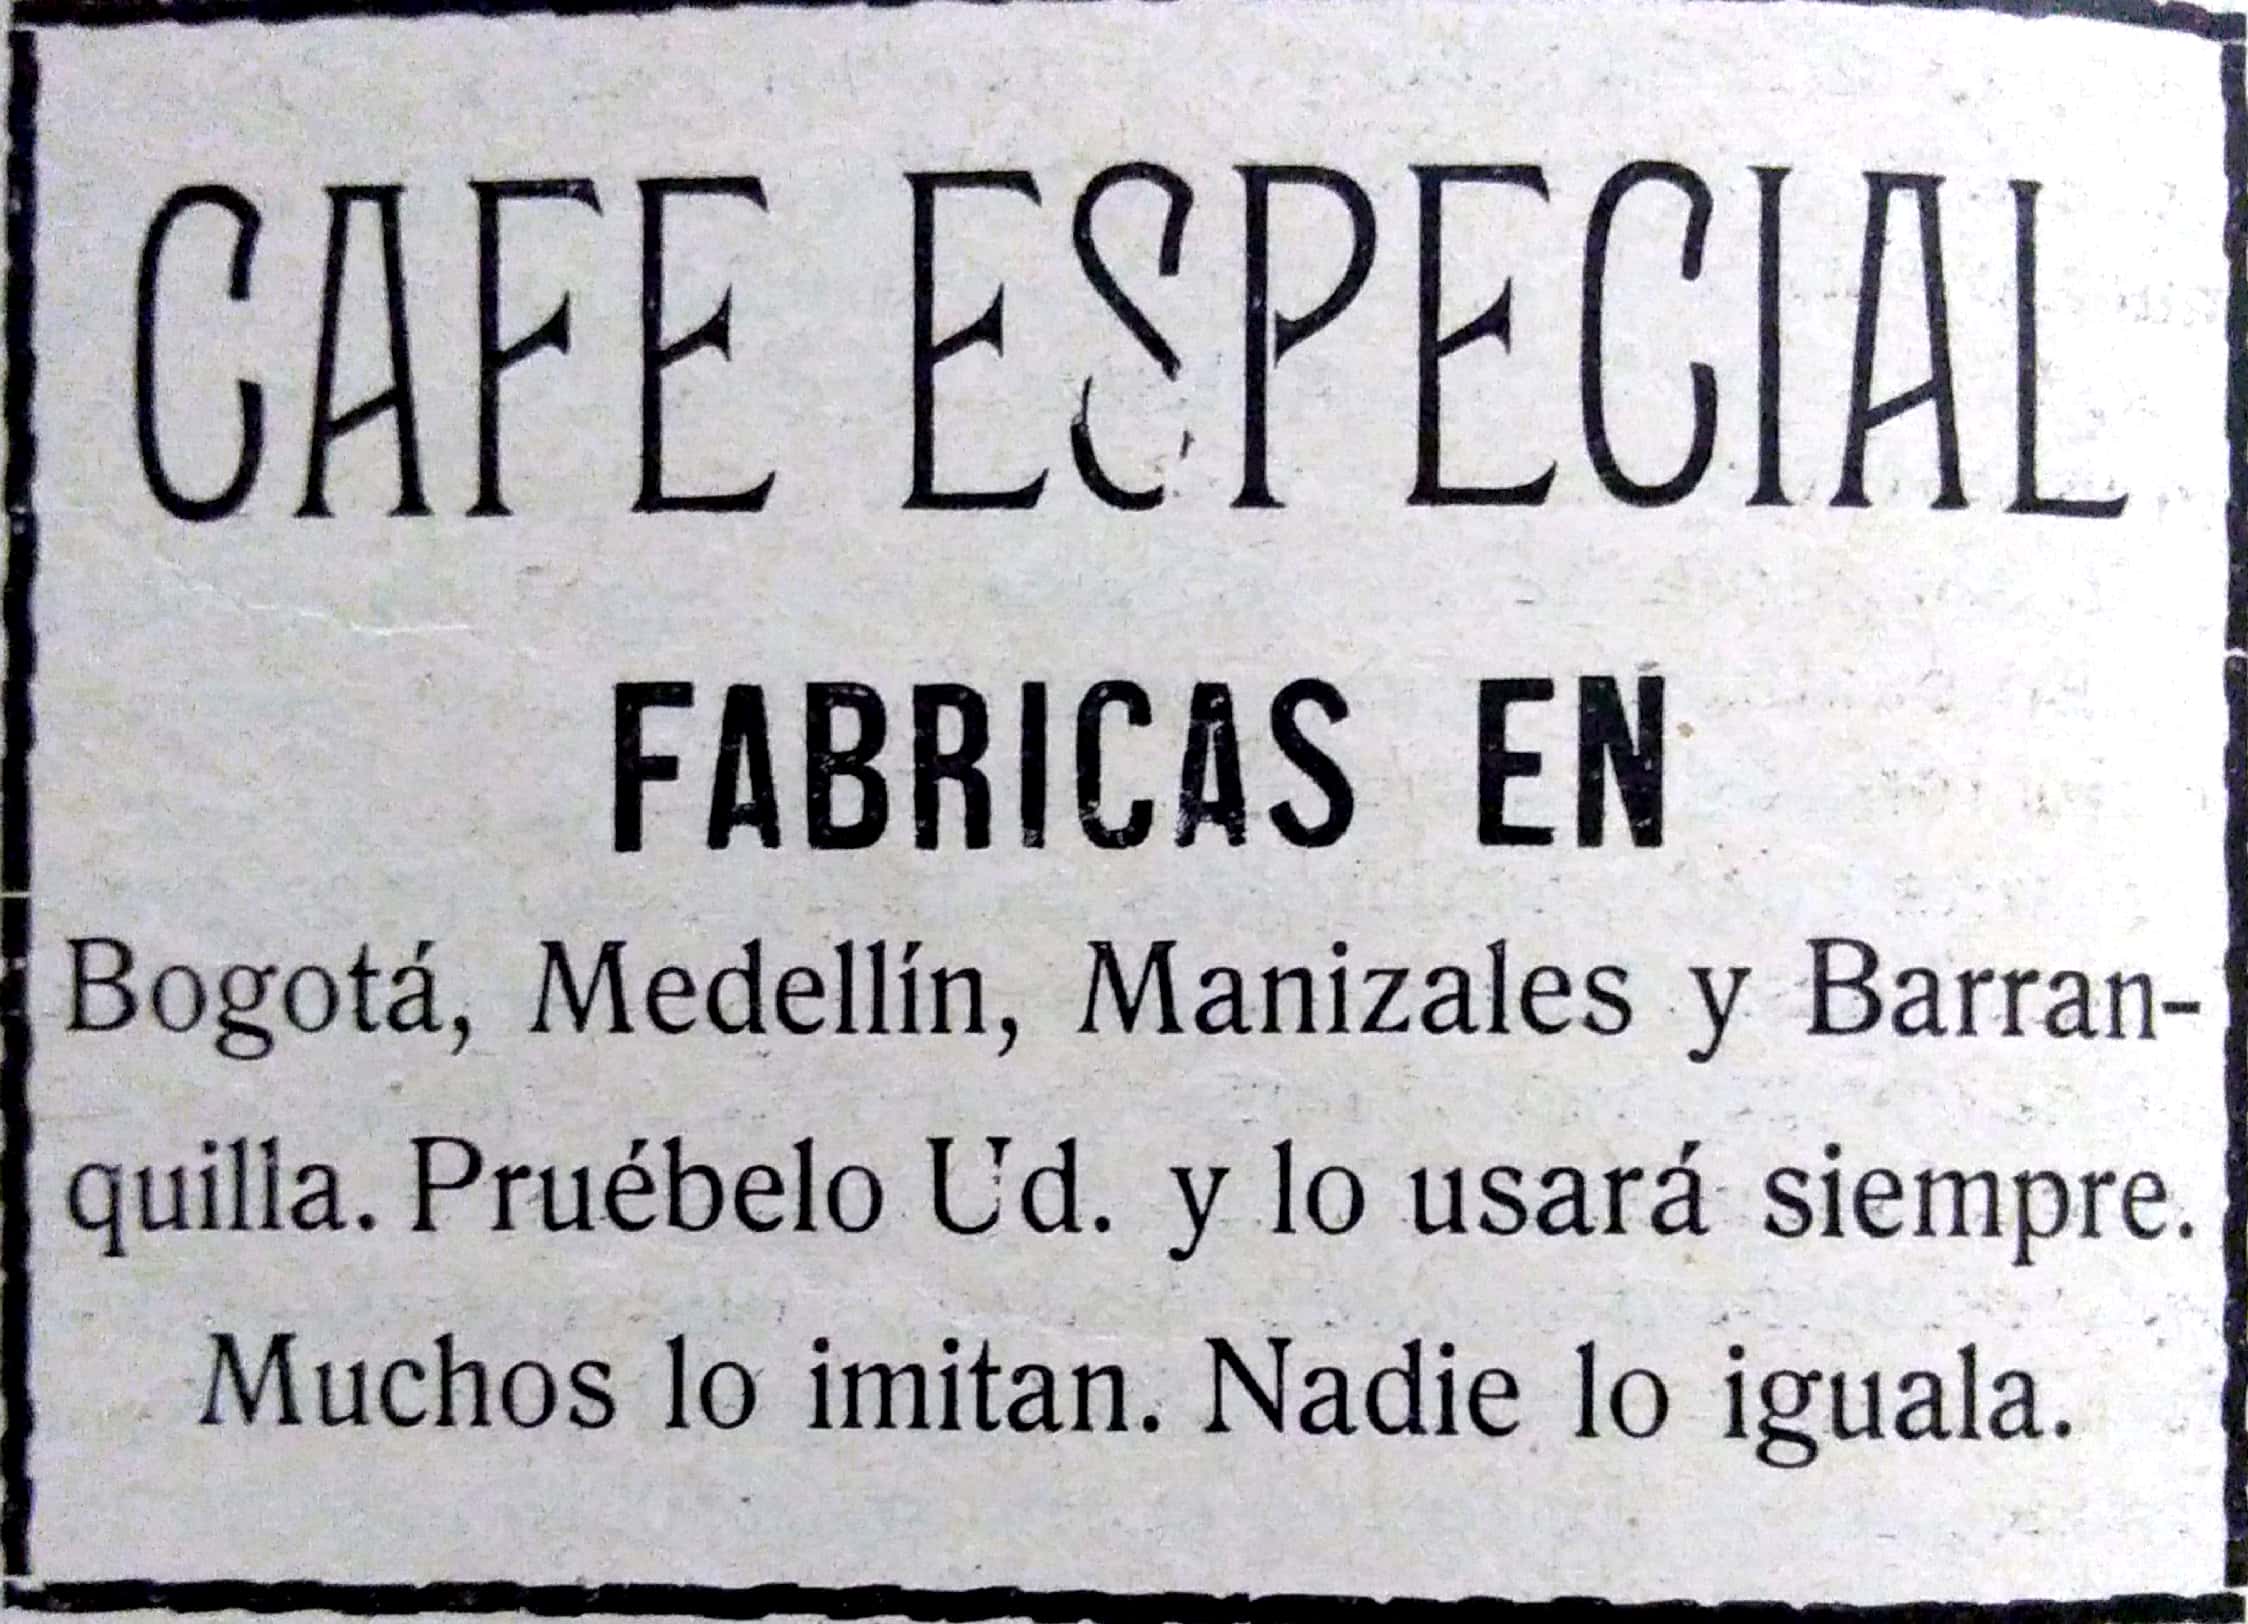 CAFE ESPECIAL
FABRICAS EN
Bogotá, Medellín, Manizales y Barran-
quilla. Pruébelo Ud. y lo usará siempre.
Muchos lo imitan. Nadie lo iguala.